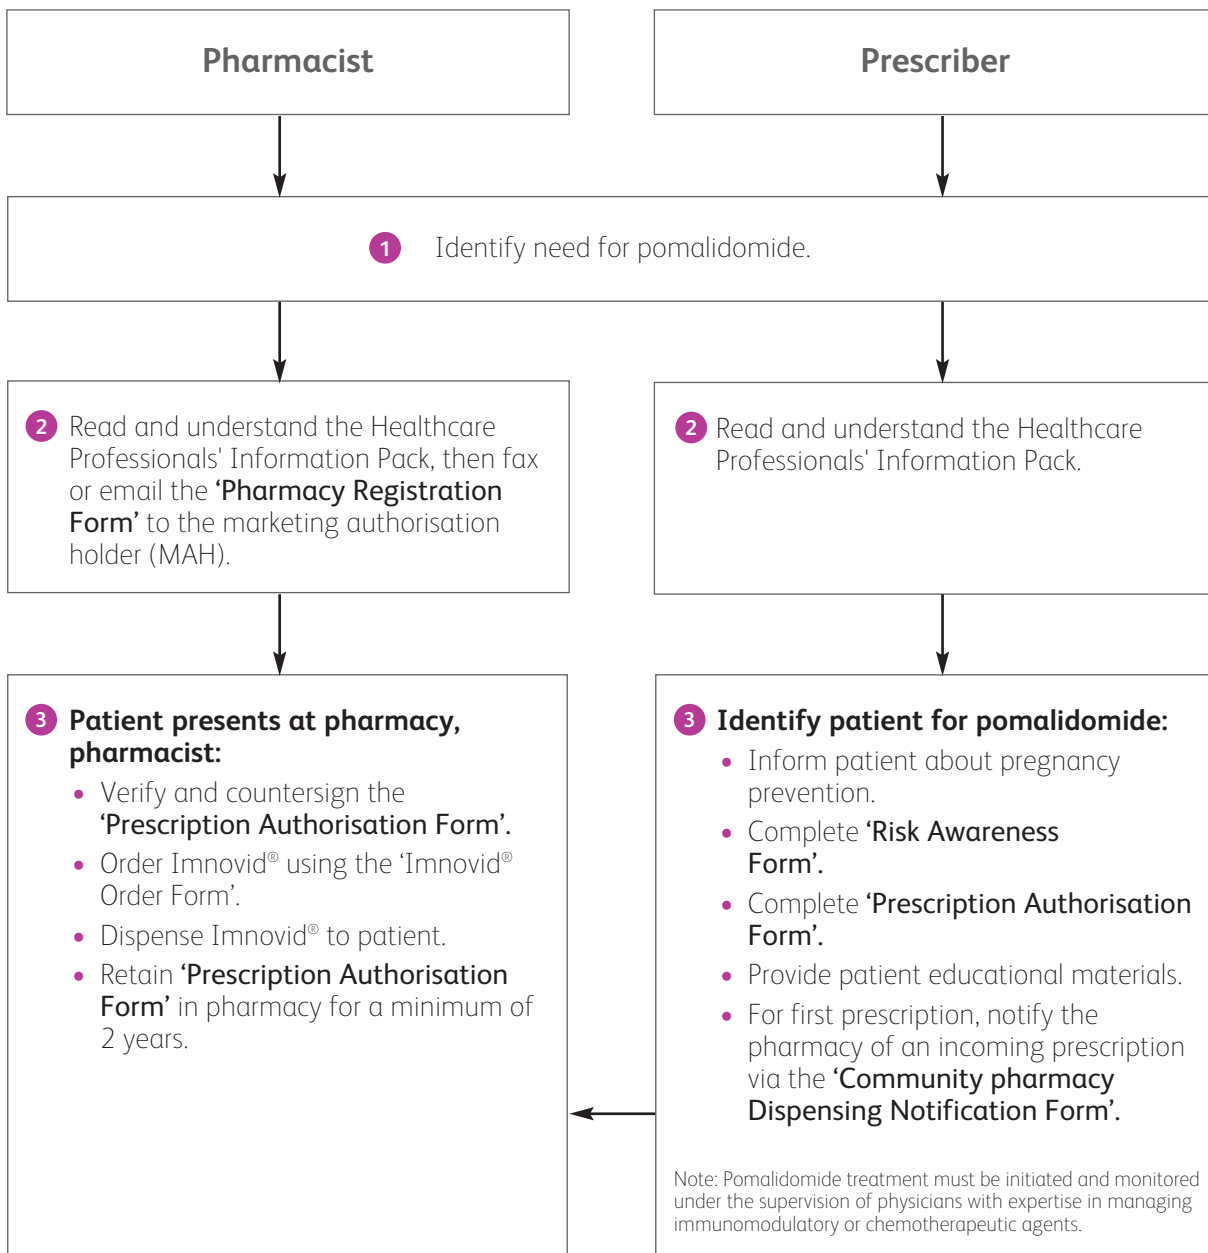 Pharmacist
Prescriber
1 Identify need for pomalidomide.
2 Read and understand the Healthcare
Professionals' Information Pack, then fax
or email the ‘Pharmacy Registration
Form’ to the marketing authorisation
holder (MAH).
2 Read and understand the Healthcare
Professionals' Information Pack.
3 Patient presents at pharmacy,
pharmacist:
• Verify and countersign the
‘Prescription Authorisation Form’.
• Order Imnovid® using the ‘Imnovid®
Order Form’.
• Dispense Imnovid® to patient.
• Retain ‘Prescription Authorisation
Form’ in pharmacy for a minimum of
2 years.
3 Identify patient for pomalidomide:
• Inform patient about pregnancy
prevention.
• Complete ‘Risk Awareness
Form’.
• Complete ‘Prescription Authorisation
Form’.
• Provide patient educational materials.
• For first prescription, notify the
pharmacy of an incoming prescription
via the ‘Community pharmacy
Dispensing Notification Form’.
Note: Pomalidomide treatment must be initiated and monitored
under the supervision of physicians with expertise in managing
immunomodulatory or chemotherapeutic agents.